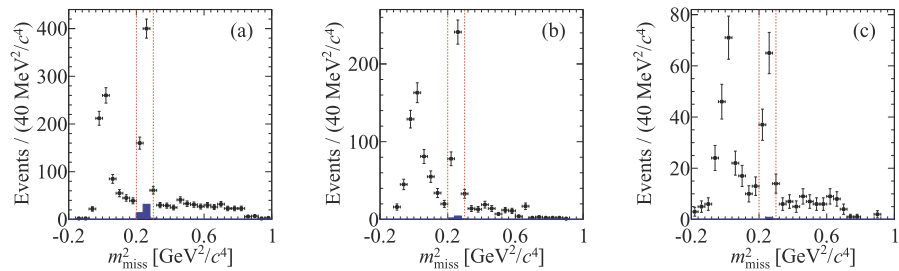 (a)
Events / (40 MeV²/c⁴)
400
300
200
100
0
-0.2 0.2 0.6 1
m²miss [GeV²/c⁴]
(b)
Events / (40 MeV²/c⁴)
200
100
0
-0.2 0.2 0.6 1
m²miss [GeV²/c⁴]
(c)
Events / (40 MeV²/c⁴)
80
60
40
20
0
-0.2 0.2 0.6 1
m²miss [GeV²/c⁴]